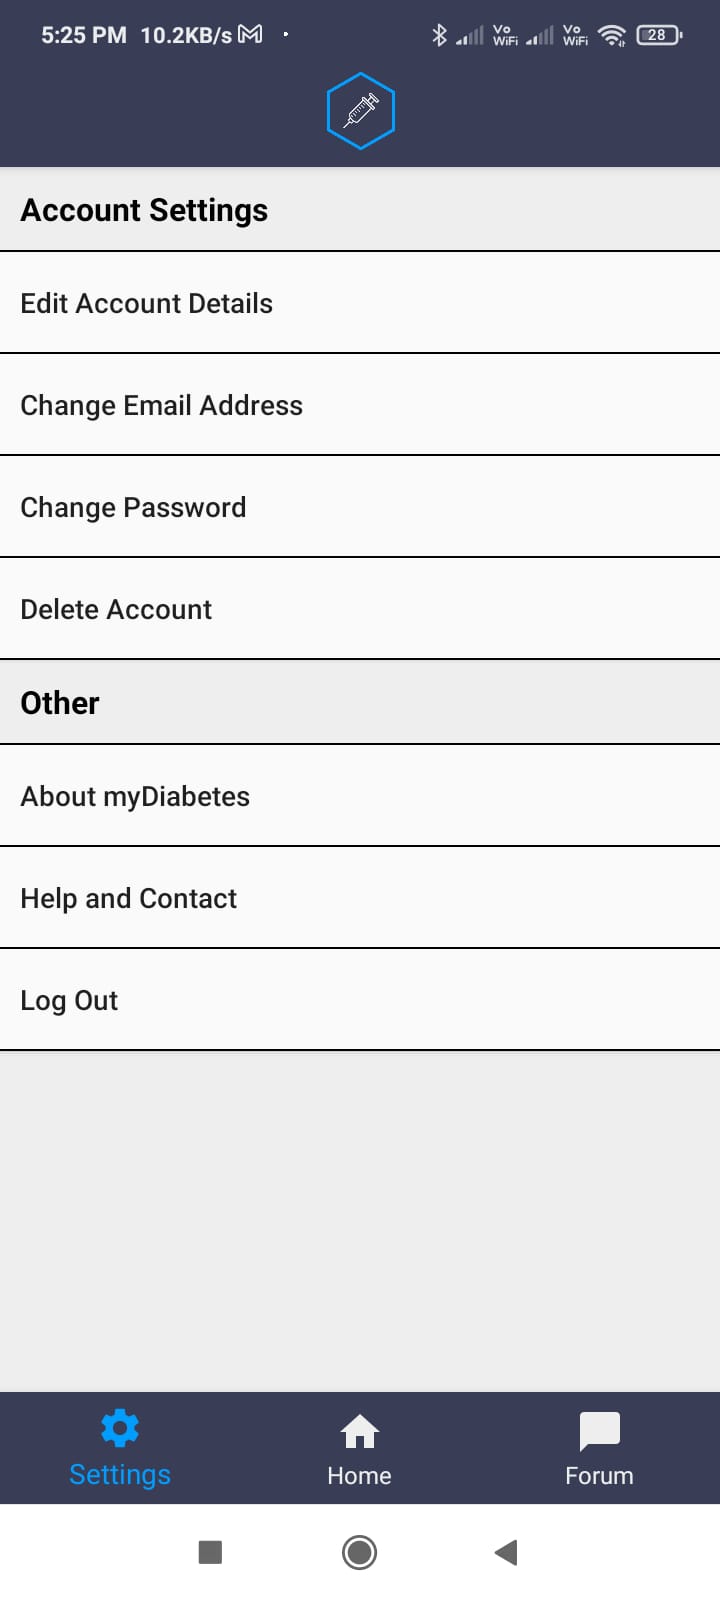 5:25 PM 10.2KB/s Vo WiFi Vo WiFi 28
Account Settings
Edit Account Details
Change Email Address
Change Password
Delete Account
Other
About myDiabetes
Help and Contact
Log Out
Settings Home Forum